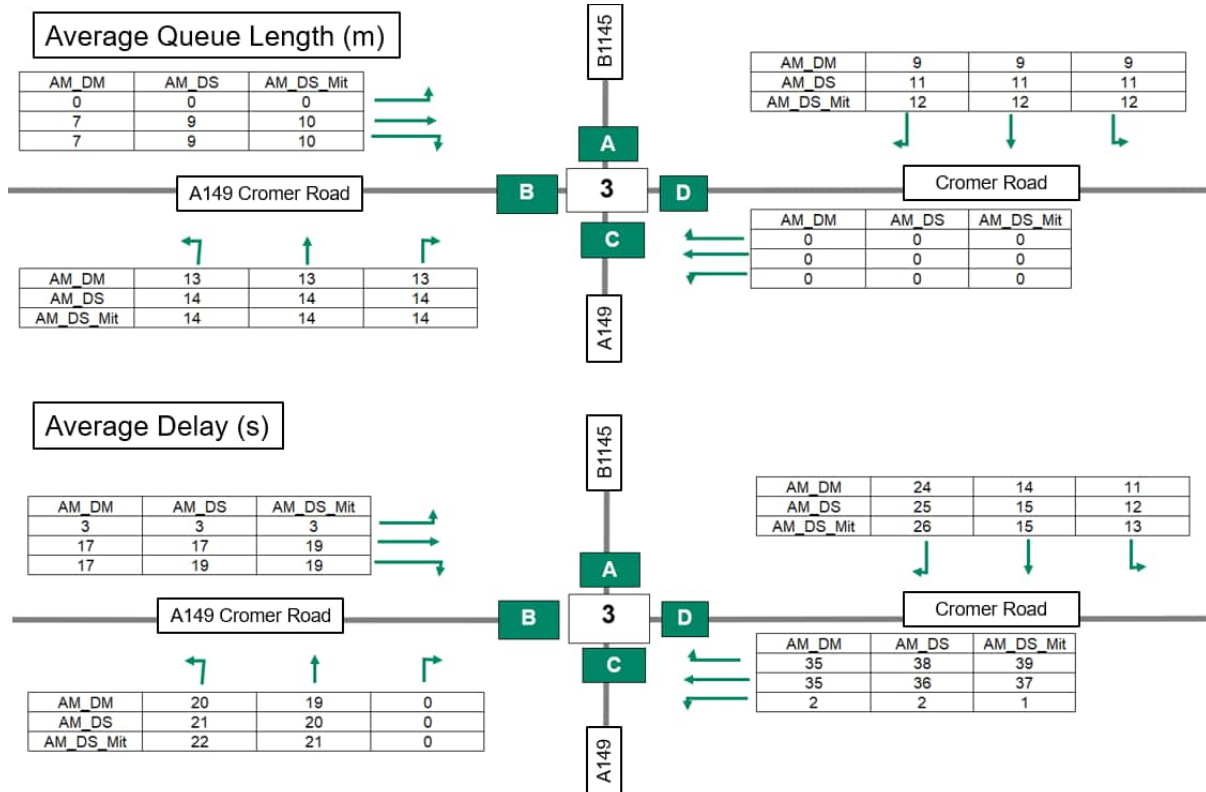 Average Queue Length (m)
B1145
AM_DM AM_DS AM_DS_Mit
0 0 0
7 9 10
7 9 10
AM_DM 9 9 9
AM_DS 11 11 11
AM_DS_Mit 12 12 12
A
A149 Cromer Road
B
3
D
Cromer Road
C
AM_DM AM_DS AM_DS_Mit
0 0 0
0 0 0
0 0 0
AM_DM 13 13 13
AM_DS 14 14 14
AM_DS_Mit 14 14 14
A149
Average Delay (s)
B1145
AM_DM AM_DS AM_DS_Mit
3 3 3
17 17 19
17 19 19
AM_DM 24 14 11
AM_DS 25 15 12
AM_DS_Mit 26 15 13
A
A149 Cromer Road
B
3
D
Cromer Road
C
AM_DM AM_DS AM_DS_Mit
35 38 39
35 36 37
2 2 1
AM_DM 20 19 0
AM_DS 21 20 0
AM_DS_Mit 22 21 0
A149